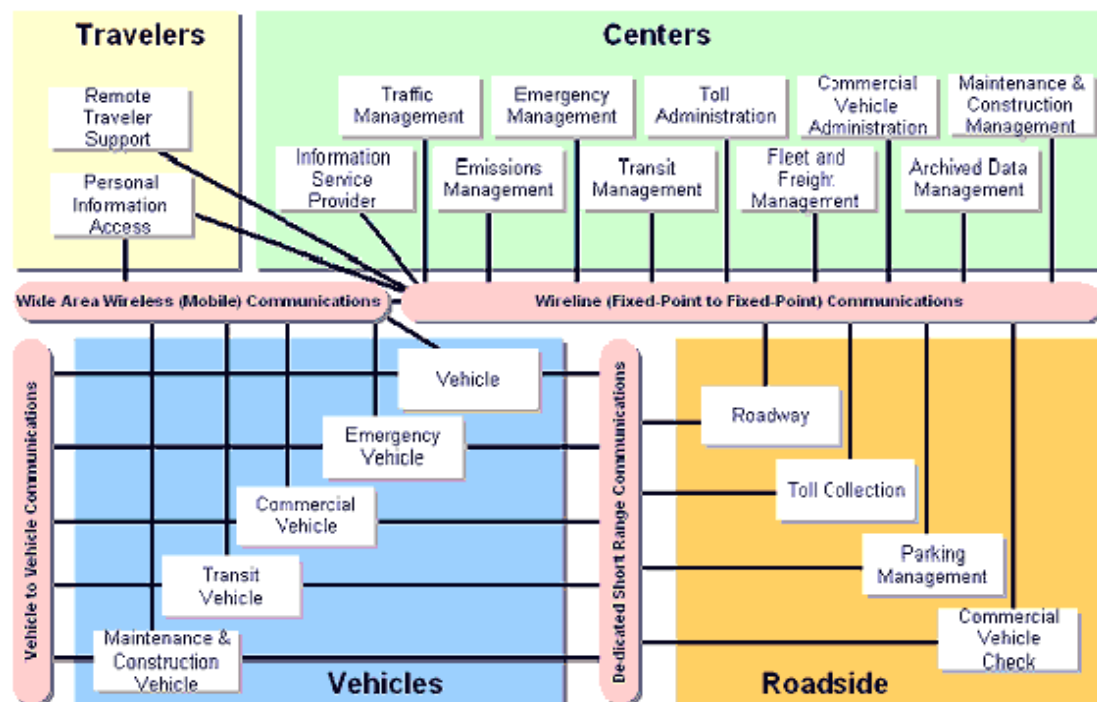 Travelers
Centers
Remote
Traveler
Support
Personal
Information
Access
Traffic
Management
Emergency
Management
Toll
Administration
Commercial
Vehicle
Administration
Maintenance &
Construction
Management
Information
Service
Provider
Emissions
Management
Transit
Management
Fleet and
Freight
Management
Archived Data
Management
Wide Area Wireless (Mobile) Communications
Wireline (Fixed-Point to Fixed-Point) Communications
Vehicle to Vehicle Communications
Vehicle
Emergency
Vehicle
Commercial
Vehicle
Transit
Vehicle
Maintenance &
Construction
Vehicle
Vehicles
Dedicated Short Range Communications
Roadway
Toll Collection
Parking
Management
Commercial
Vehicle
Check
Roadside